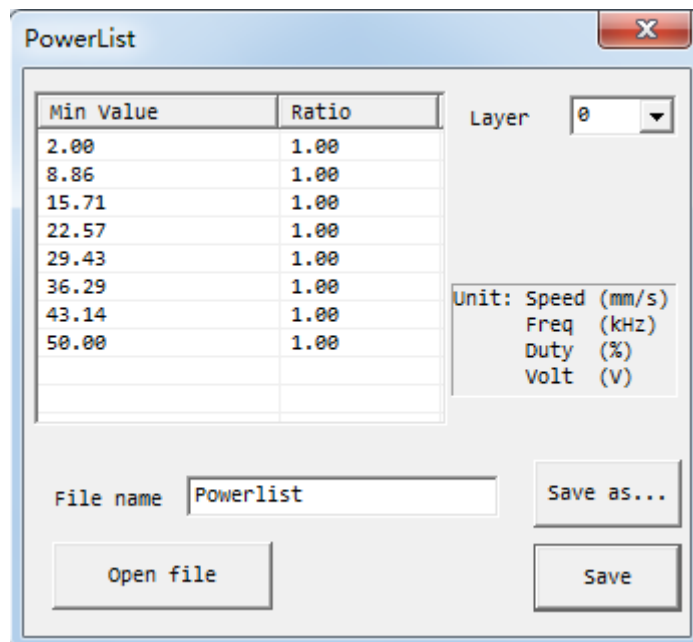 PowerList
Min Value Ratio
2.00 1.00
8.86 1.00
15.71 1.00
22.57 1.00
29.43 1.00
36.29 1.00
43.14 1.00
50.00 1.00
Layer 0
Unit: Speed (mm/s)
Freq (kHz)
Duty (%)
Volt (V)
File name Powerlist
Save as...
Open file
Save